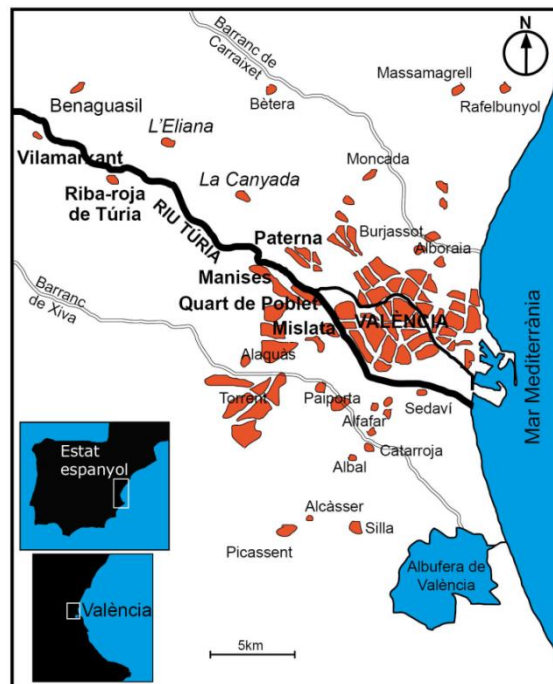 Barranc de
Carraixet
N
Massamagrell
Benaguasil
Bètera
Rafelbunyol
L'Eliana
Vilamarxant
Moncada
Riba-roja
de Túria
La Canyada
RIU TÚRIA
Burjassot
Paterna
Alboraia
Barranc
de Xiva
Manises
Quart de Poblet
VALÈNCIA
Mislata
Mar Mediterrània
Alaquàs
Torrent
Paiporta
Sedaví
Alfafar
Catarroja
Albal
Estat
espanyol
Alcàsser
Silla
Picassent
Albufera de
València
València
5km